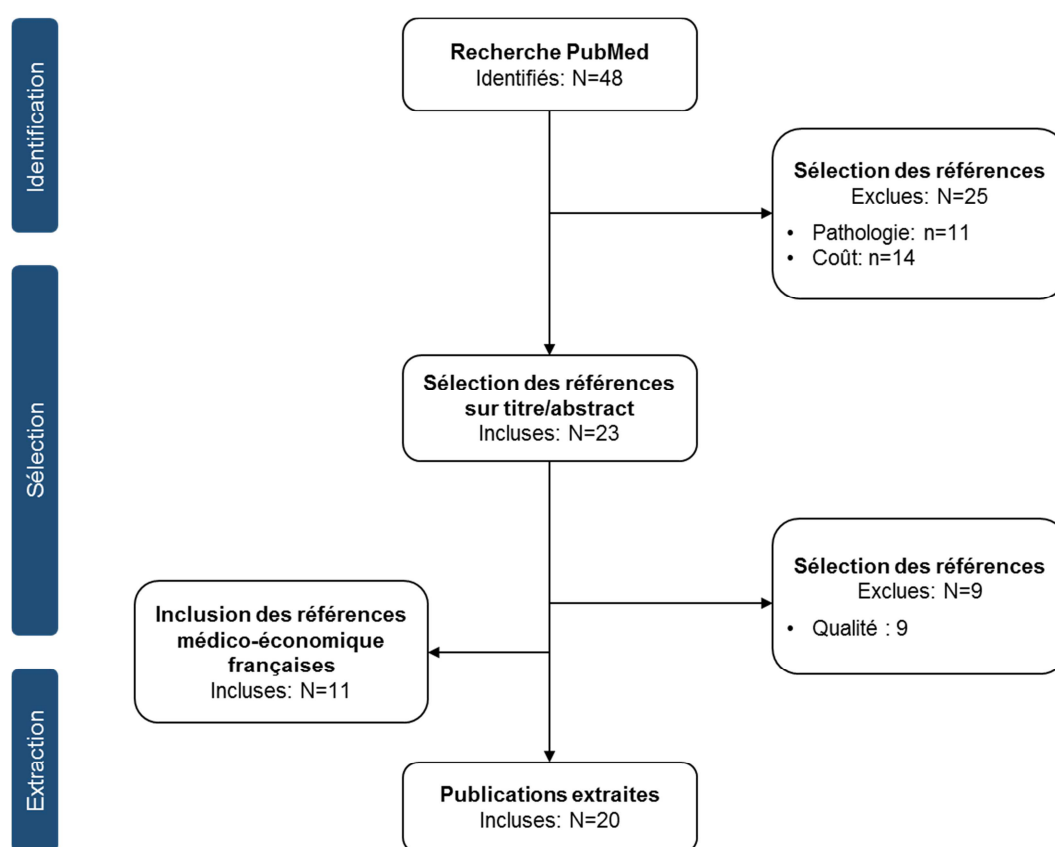 Identification
Recherche PubMed
Identifiés: N=48
Sélection des références
Exclues: N=25
• Pathologie: n=11
• Coût: n=14
Sélection
Sélection des références
sur titre/abstract
Incluses: N=23
Sélection des références
Exclues: N=9
• Qualité : 9
Inclusion des références
médico-économique
françaises
Incluses: N=11
Extraction
Publications extraites
Incluses: N=20